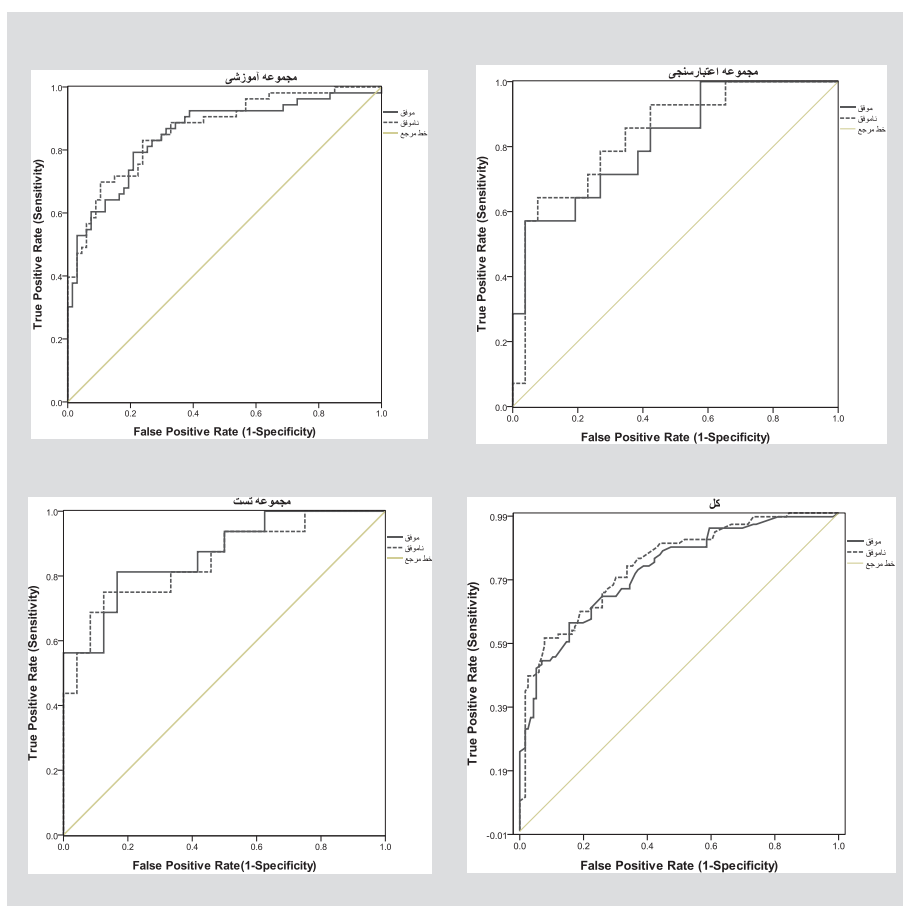 مجموعه آموزشی
1.0
0.8
0.6
0.4
0.2
0.0
True Positive Rate (Sensitivity)
0.0 0.2 0.4 0.6 0.8 1.0
False Positive Rate (1-Specificity)
موفق
ناموفق
خط مرجع
مجموعه اعتبارسنجی
1.0
0.8
0.6
0.4
0.2
0.0
True Positive Rate (Sensitivity)
0.0 0.2 0.4 0.6 0.8 1.0
False Positive Rate (1-Specificity)
موفق
ناموفق
خط مرجع
مجموعه تست
1.0
0.8
0.6
0.4
0.2
0.0
True Positive Rate (Sensitivity)
0.0 0.2 0.4 0.6 0.8 1.0
False Positive Rate(1-Specificity)
موفق
ناموفق
خط مرجع
کل
0.99
0.79
0.59
0.39
0.19
-0.01
True Positive Rate (Sensitivity)
0.0 0.2 0.4 0.6 0.8 1.0
False Positive Rate (1-Specificity)
موفق
ناموفق
خط مرجع